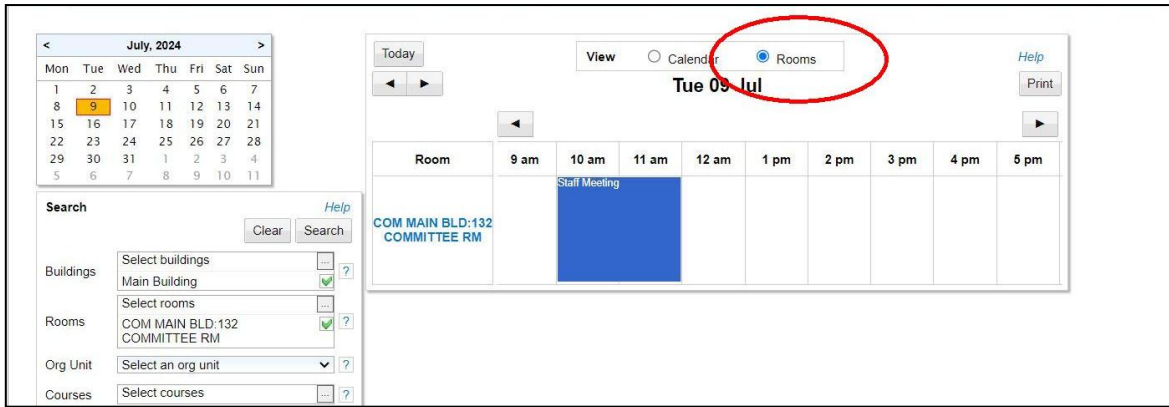 < July, 2024 >
Mon Tue Wed Thu Fri Sat Sun
1 2 3 4 5 6 7
8 9 10 11 12 13 14
15 16 17 18 19 20 21
22 23 24 25 26 27 28
29 30 31 1 2 3 4
5 6 7 8 9 10 11
Search Help
Clear Search
Buildings Select buildings ... ?
Main Building
Rooms Select rooms ... ?
COM MAIN BLD:132
COMMITTEE RM
Org Unit Select an org unit ?
Courses Select courses ... ?
Today View Calendar Rooms Help
Tue 09 Jul Print
Room 9 am 10 am 11 am 12 am 1 pm 2 pm 3 pm 4 pm 5 pm
Staff Meeting
COM MAIN BLD:132
COMMITTEE RM